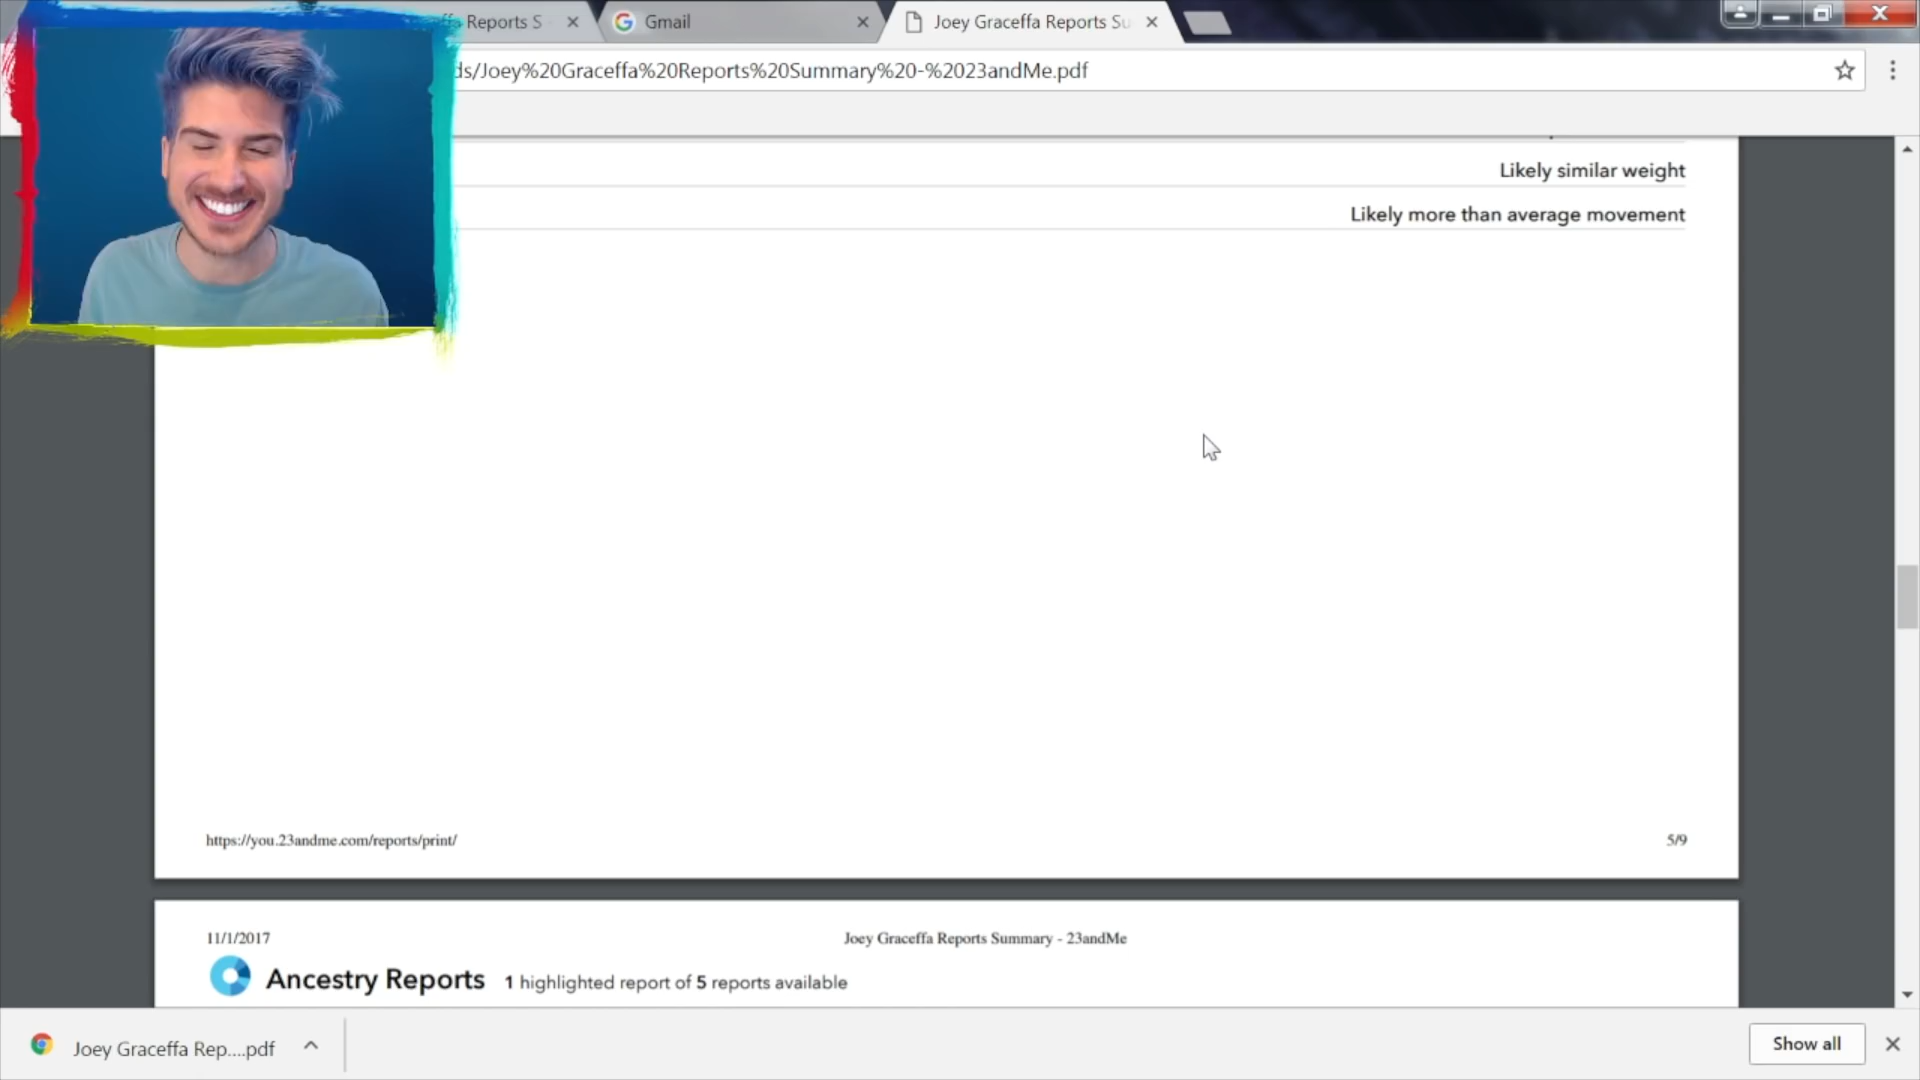 ffa Reports S
Gmail
Joey Graceffa Reports Su
ds/Joey%20Graceffa%20Reports%20Summary%20-%2023andMe.pdf
Likely similar weight
Likely more than average movement
https://you.23andme.com/reports/print/
5/9
11/1/2017
Joey Graceffa Reports Summary - 23andMe
Ancestry Reports 1 highlighted report of 5 reports available
Joey Graceffa Rep....pdf
Show all